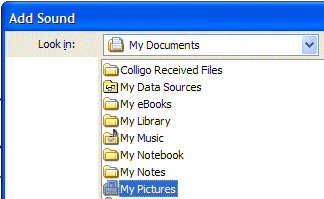 Add Sound
Look in: My Documents
Colligo Received Files
My Data Sources
My eBooks
My Library
My Music
My Notebook
My Notes
My Pictures